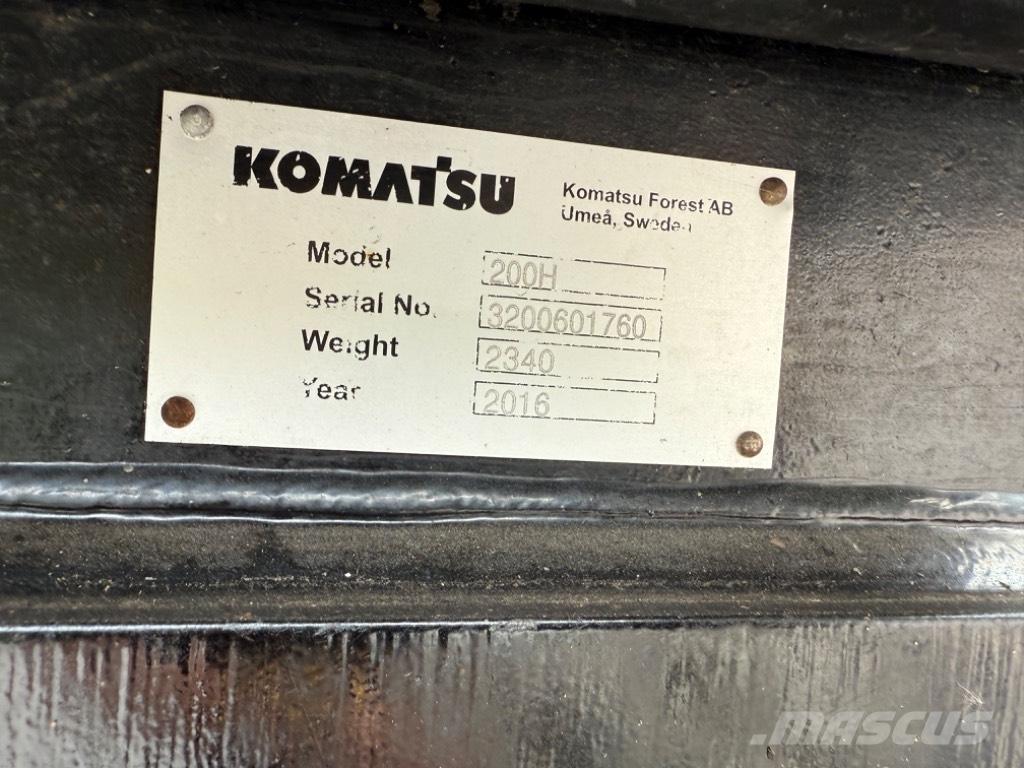 KOMATSU
Komatsu Forest AB
Umeå, Sweden
Model 200H
Serial No. 3200601760
Weight 2340
Year 2016
MASCUS